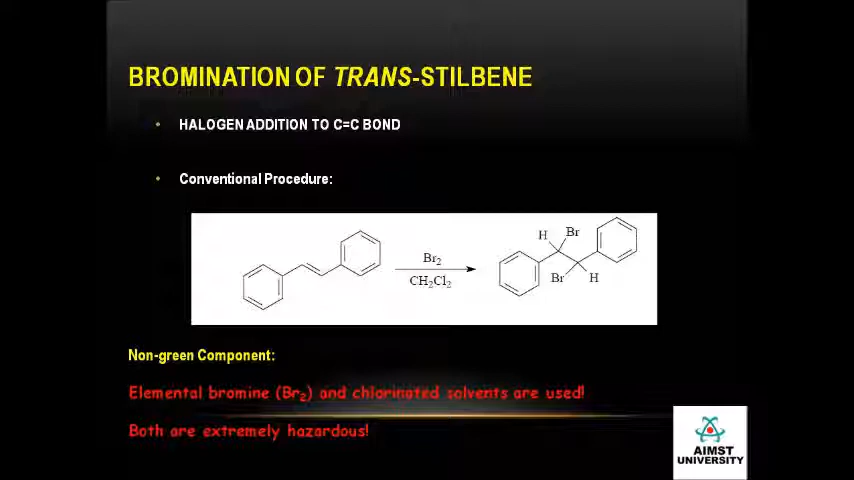 BROMINATION OF TRANS-STILBENE
• HALOGEN ADDITION TO C=C BOND
• Conventional Procedure:
H Br
Br₂
CH₂Cl₂
Br H
Non-green Component:
Elemental bromine (Br₂) and chlorinated solvents are used!
Both are extremely hazardous!
AIMST
UNIVERSITY